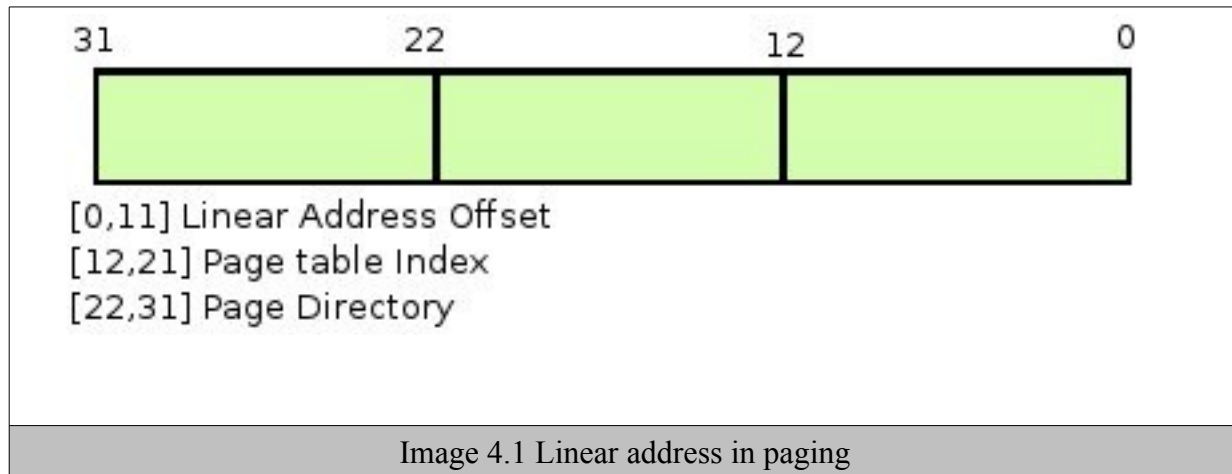 31 22 12 0
[0,11] Linear Address Offset
[12,21] Page table Index
[22,31] Page Directory
Image 4.1 Linear address in paging